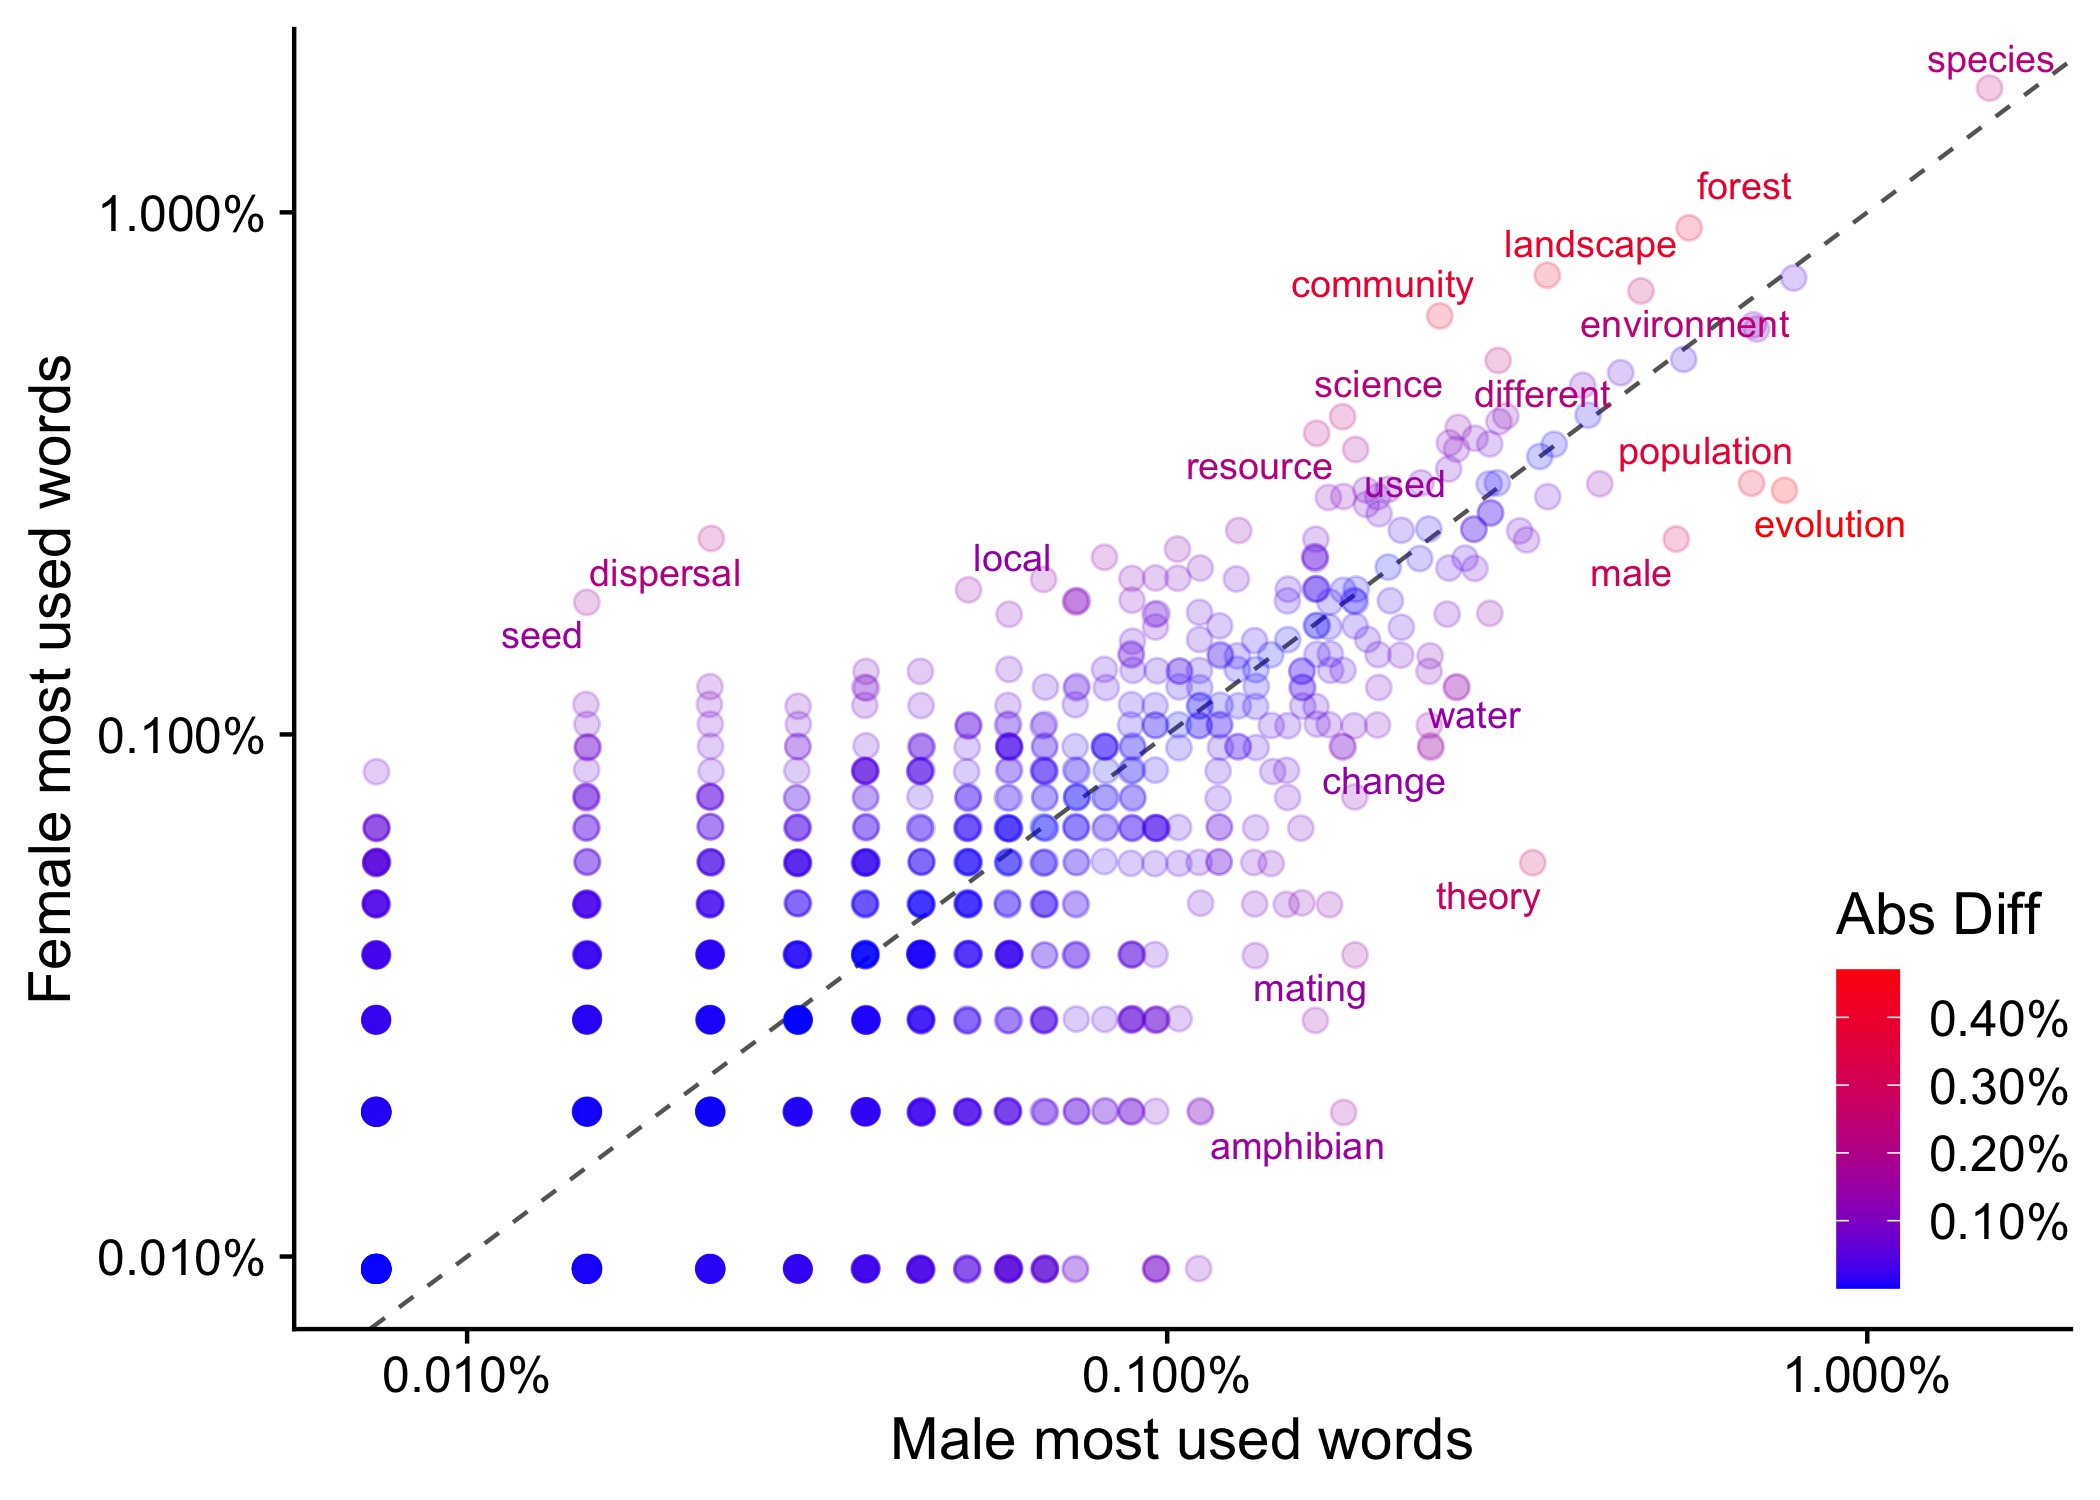 species
forest
landscape
community
environment
science
different
population
resource
used
evolution
local
dispersal
male
seed
water
change
theory
mating
amphibian
1.000%
0.100%
0.010%
Female most used words
0.010%
0.100%
1.000%
Male most used words
Abs Diff
0.40%
0.30%
0.20%
0.10%